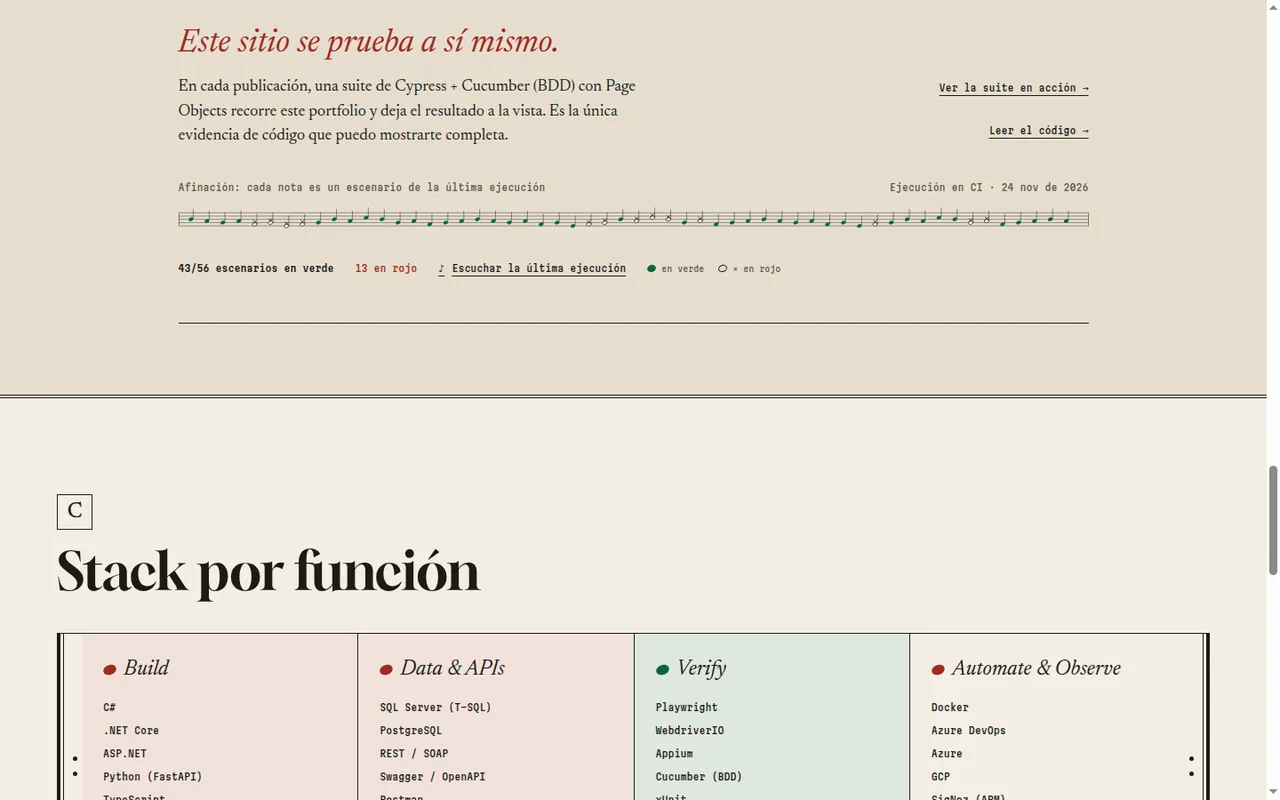 Este sitio se prueba a sí mismo.
En cada publicación, una suite de Cypress + Cucumber (BDD) con Page
Objects recorre este portfolio y deja el resultado a la vista. Es la única
evidencia de código que puedo mostrarte completa.
Ver la suite en acción →
Leer el código →
Afinación: cada nota es un escenario de la última ejecución
Ejecución en CI · 24 nov de 2026
43/56 escenarios en verde
13 en rojo
♪ Escuchar la última ejecución
en verde
× en rojo
C
Stack por función
Build
C#
.NET Core
ASP.NET
Python (FastAPI)
TypeScript
Data & APIs
SQL Server (T-SQL)
PostgreSQL
REST / SOAP
Swagger / OpenAPI
Postman
Verify
Playwright
WebdriverIO
Appium
Cucumber (BDD)
xUnit
Automate & Observe
Docker
Azure DevOps
Azure
GCP
SigNoz (APM)